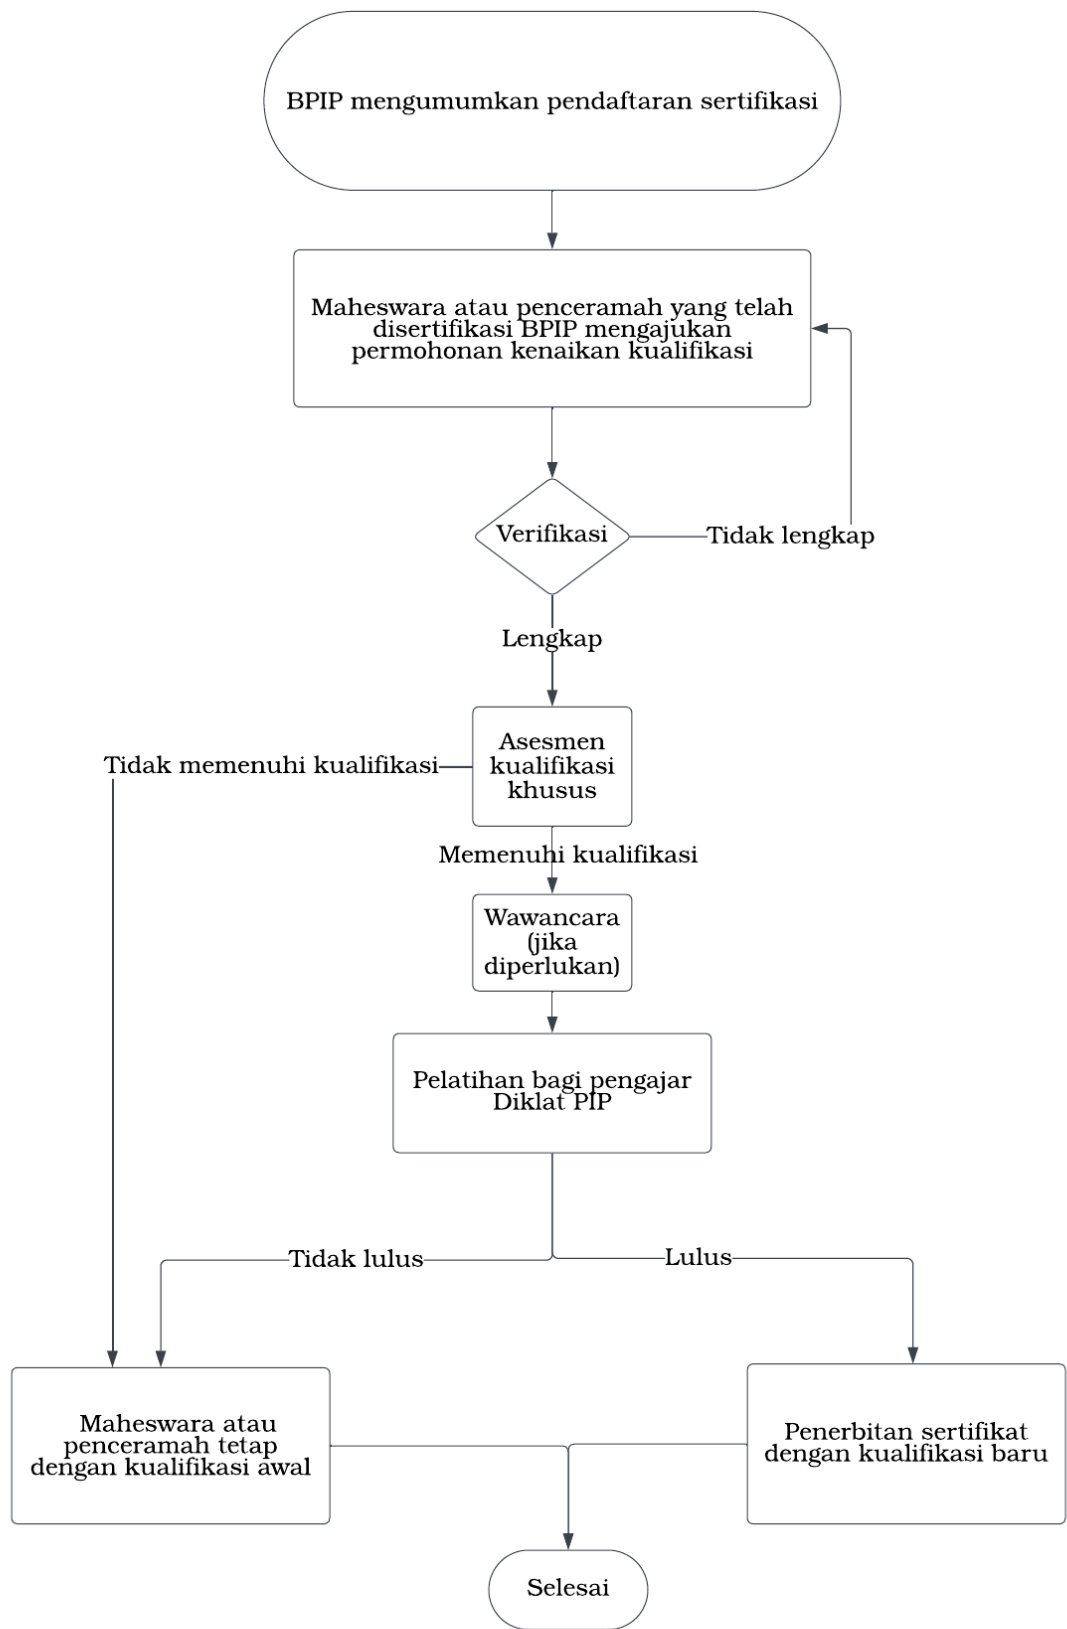 BPIP mengumumkan pendaftaran sertifikasi
Maheswara atau penceramah yang telah
disertifikasi BPIP mengajukan
permohonan kenaikan kualifikasi
Verifikasi
Tidak lengkap
Lengkap
Asesmen
kualifikasi
khusus
Tidak memenuhi kualifikasi
Memenuhi kualifikasi
Wawancara
(jika
diperlukan)
Pelatihan bagi pengajar
Diklat PIP
Tidak lulus
Lulus
Maheswara atau
penceramah tetap
dengan kualifikasi awal
Penerbitan sertifikat
dengan kualifikasi baru
Selesai